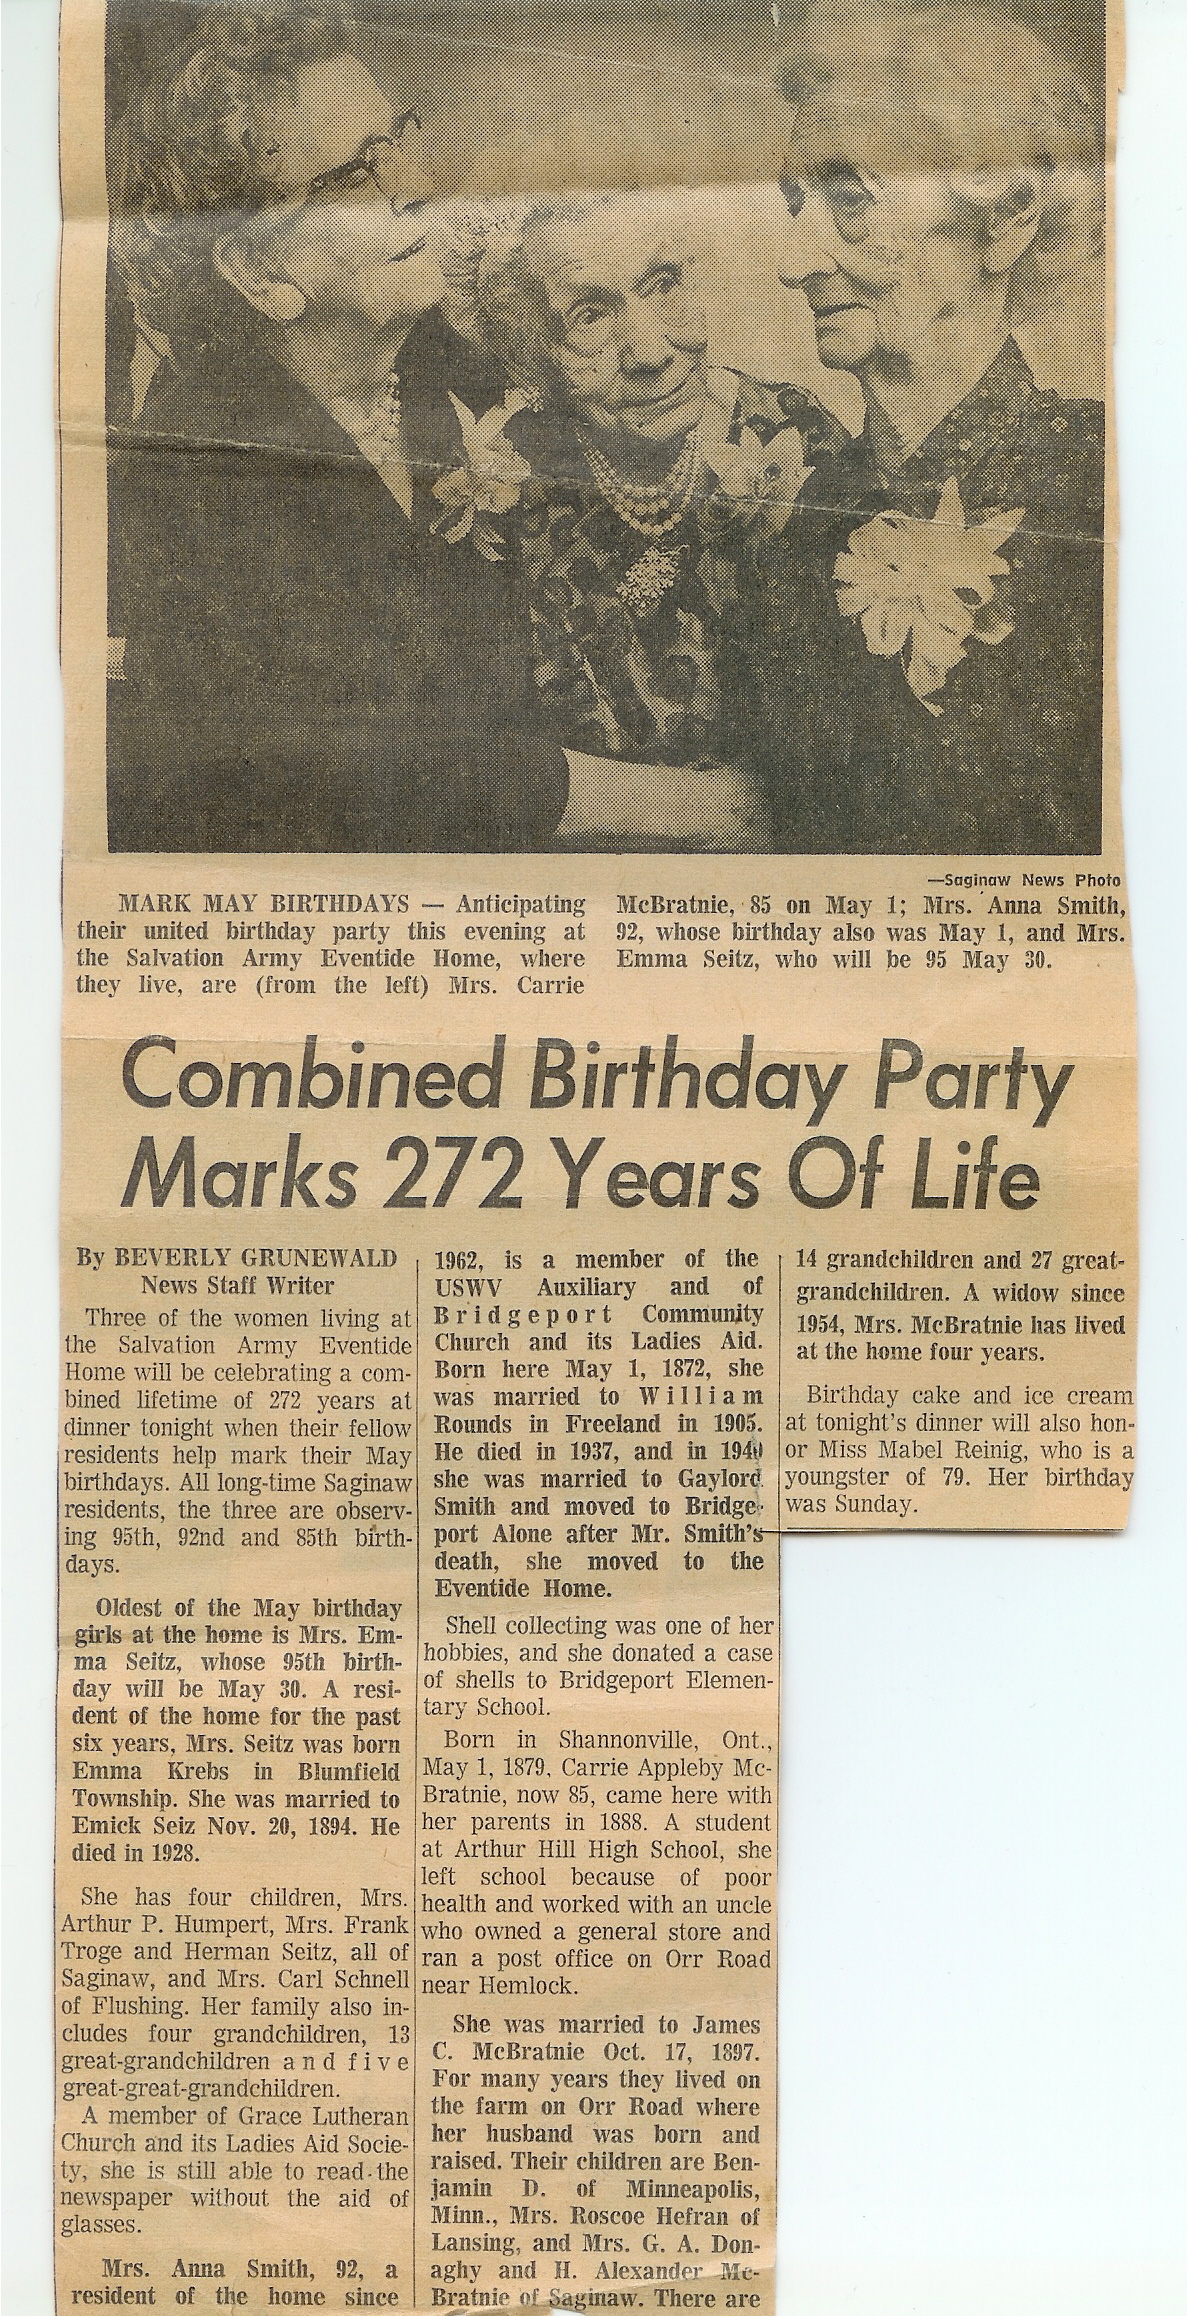 —Saginaw News Photo
MARK MAY BIRTHDAYS — Anticipating
their united birthday party this evening at
the Salvation Army Eventide Home, where
they live, are (from the left) Mrs. Carrie
McBratnie, 85 on May 1; Mrs. Anna Smith,
92, whose birthday also was May 1, and Mrs.
Emma Seitz, who will be 95 May 30.
Combined Birthday Party
Marks 272 Years Of Life
By BEVERLY GRUNEWALD
News Staff Writer
Three of the women living at
the Salvation Army Eventide
Home will be celebrating a com-
bined lifetime of 272 years at
dinner tonight when their fellow
residents help mark their May
birthdays. All long-time Saginaw
residents, the three are observ-
ing 95th, 92nd and 85th birth-
days.
Oldest of the May birthday
girls at the home is Mrs. Em-
ma Seitz, whose 95th birth-
day will be May 30. A resi-
dent of the home for the past
six years, Mrs. Seitz was born
Emma Krebs in Blumfield
Township. She was married to
Emick Seiz Nov. 20, 1894. He
died in 1928.
She has four children, Mrs.
Arthur P. Humpert, Mrs. Frank
Troge and Herman Seitz, all of
Saginaw, and Mrs. Carl Schnell
of Flushing. Her family also in-
cludes four grandchildren, 13
great-grandchildren and five
great-great-grandchildren.
A member of Grace Lutheran
Church and its Ladies Aid Socie-
ty, she is still able to read the
newspaper without the aid of
glasses.
Mrs. Anna Smith, 92, a
resident of the home since
1962, is a member of the
USWV Auxiliary and of
Bridgeport Community
Church and its Ladies Aid.
Born here May 1, 1872, she
was married to William
Rounds in Freeland in 1905.
He died in 1937, and in 1940
she was married to Gaylord
Smith and moved to Bridge-
port Alone after Mr. Smith's
death, she moved to the
Eventide Home.
Shell collecting was one of her
hobbies, and she donated a case
of shells to Bridgeport Elemen-
tary School.
Born in Shannonville, Ont.,
May 1, 1879, Carrie Appleby Mc-
Bratnie, now 85, came here with
her parents in 1888. A student
at Arthur Hill High School, she
left school because of poor
health and worked with an uncle
who owned a general store and
ran a post office on Orr Road
near Hemlock.
She was married to James
C. McBratnie Oct. 17, 1897.
For many years they lived on
the farm on Orr Road where
her husband was born and
raised. Their children are Ben-
jamin D. of Minneapolis,
Minn., Mrs. Roscoe Hefran of
Lansing, and Mrs. G. A. Don-
aghy and H. Alexander Mc-
Bratnie of Saginaw. There are
14 grandchildren and 27 great-
grandchildren. A widow since
1954, Mrs. McBratnie has lived
at the home four years.
Birthday cake and ice cream
at tonight's dinner will also hon-
or Miss Mabel Reinig, who is a
youngster of 79. Her birthday
was Sunday.